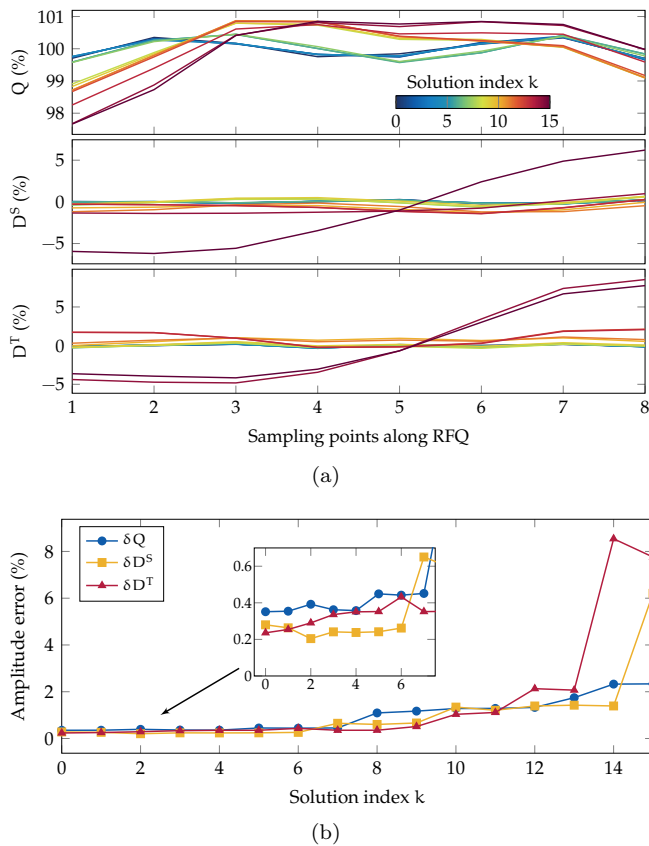 101
100
99
98
Q (%)
Solution index k
0 5 10 15
5
0
−5
D^S (%)
5
0
−5
D^T (%)
1 2 3 4 5 6 7 8
Sampling points along RFQ
(a)
8
6
4
2
0
Amplitude error (%)
δQ
δD^S
δD^T
0.6
0.4
0.2
0
0 2 4 6
0 2 4 6 8 10 12 14
Solution index k
(b)